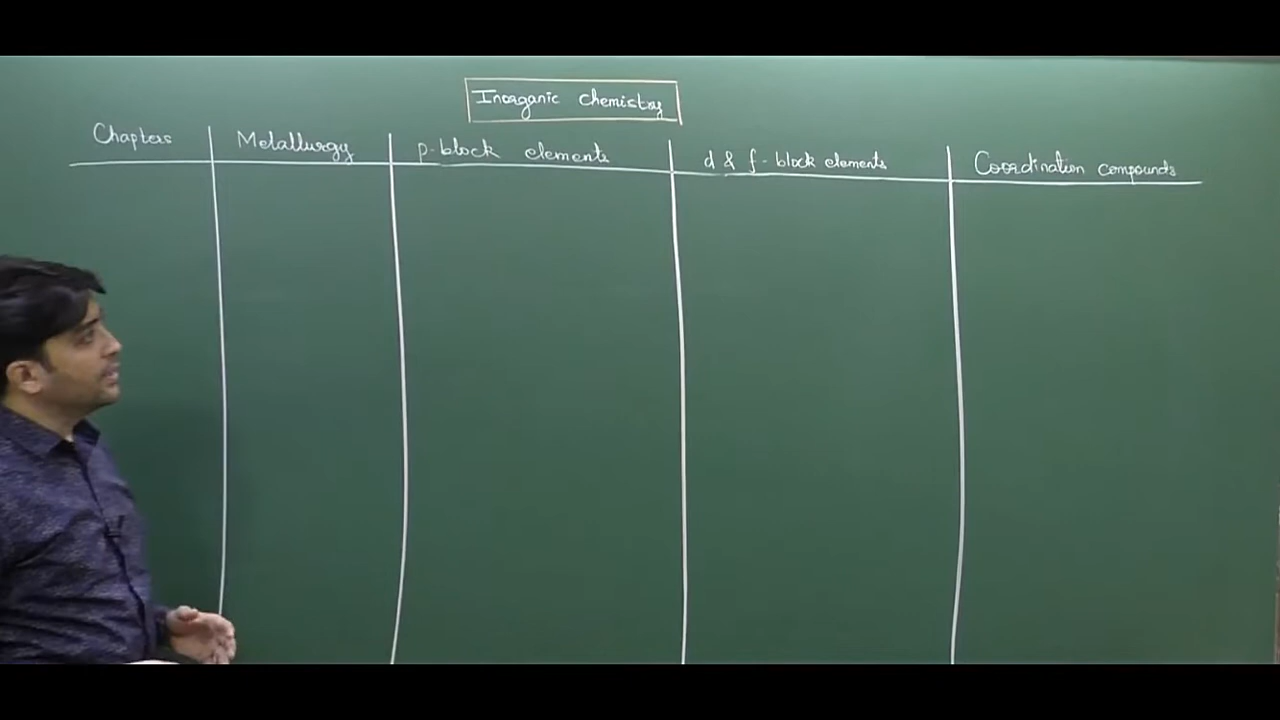 Inorganic chemistry
Chapters
Metallurgy
p-block elements
d & f-block elements
Coordination compounds